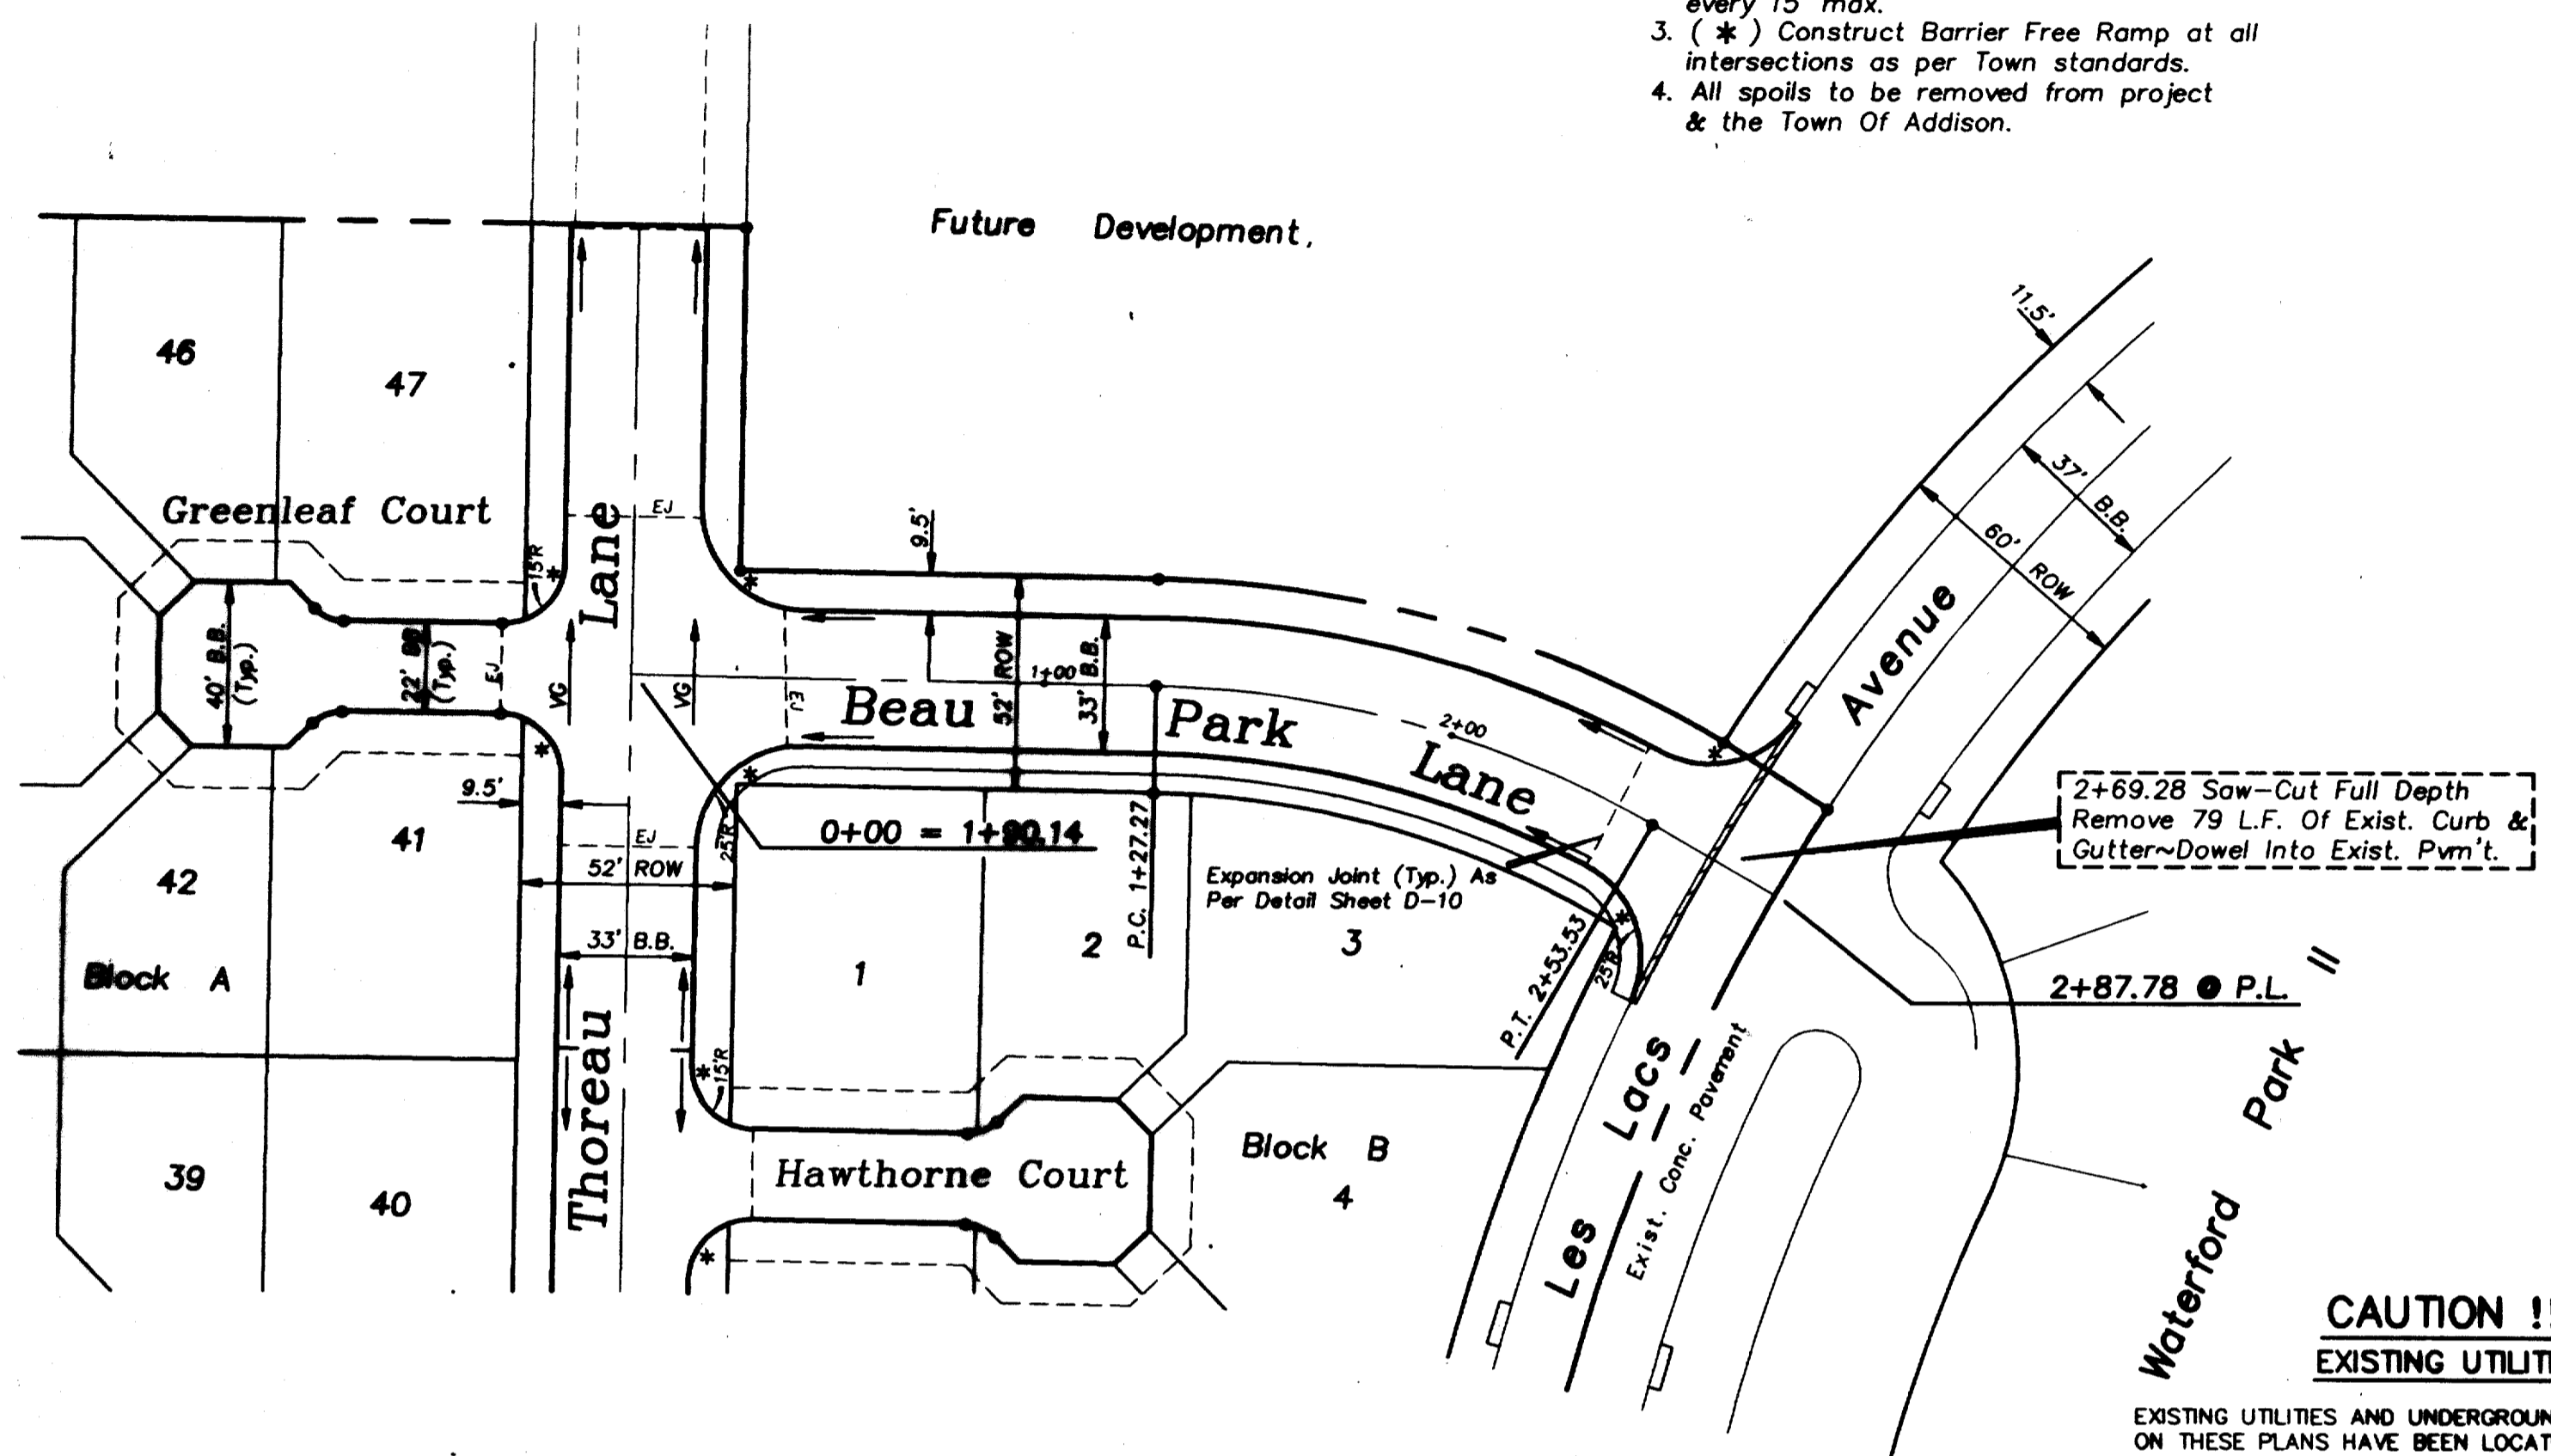 every 15' max.
3. ( * ) Construct Barrier Free Ramp at all
intersections as per Town standards.
4. All spoils to be removed from project
& the Town Of Addison.
Future Development.
11.5'
46
47
37' B.B.
60' ROW
Greenleaf Court
Lane
EJ
9.5'
15'R
*
*
Avenue
40' B.B.
(Typ.)
22' BB
(Typ.)
EJ
VG
VG
EJ
52' ROW
1+00
33' B.B.
Beau Park Lane
2+00
*
*
*
2+69.28 Saw-Cut Full Depth
Remove 79 L.F. Of Exist. Curb &
Gutter~Dowel Into Exist. Pvm't.
9.5'
41
EJ
25'R
0+00 = 1+90.14
P.C. 1+27.27
42
52' ROW
Expansion Joint (Typ.) As
Per Detail Sheet D-10
*
25'R
P.T. 2+53.53
33' B.B.
1
2
3
Block A
2+87.78 @ P.L.
*
15'R
Thoreau
Les Lacs
Exist. Conc. Pavement
Waterford Park II
39
40
Hawthorne Court
Block B
4
*
CAUTION !!
EXISTING UTILITI
EXISTING UTILITIES AND UNDERGROUN
ON THESE PLANS HAVE BEEN LOCAT